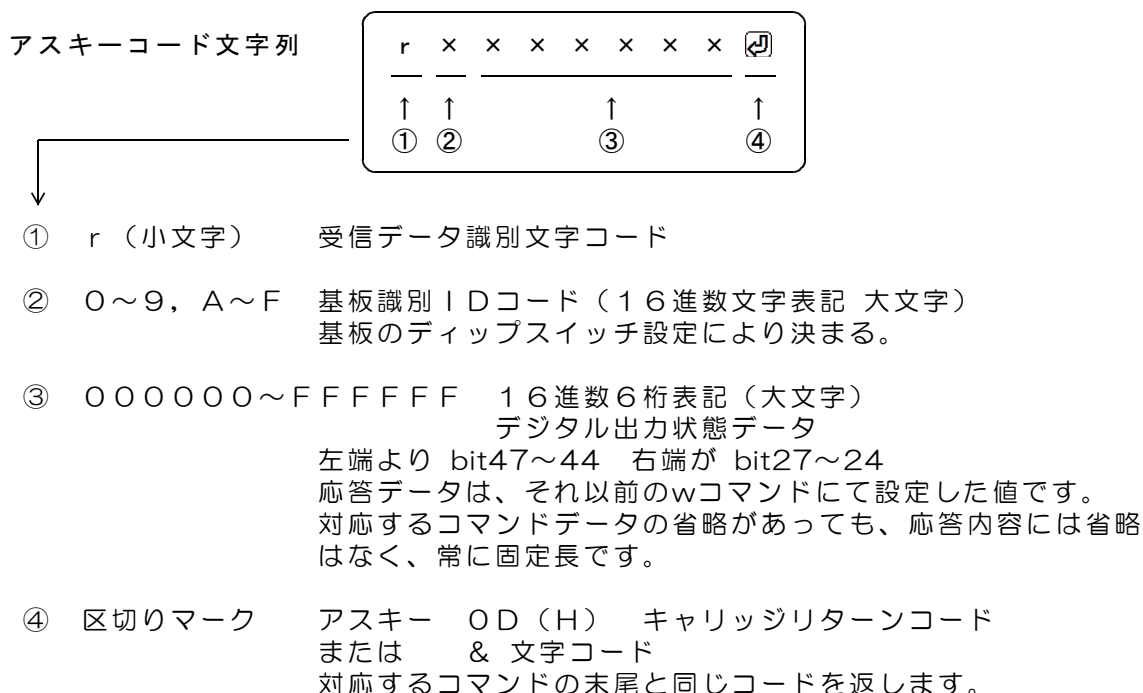 アスキーコード文字列
r × × × × × × × ⏎
↑ ↑ ↑ ↑
① ② ③ ④
① r（小文字） 受信データ識別文字コード
② 0～9，A～F 基板識別IDコード（16進数文字表記 大文字）
基板のディップスイッチ設定により決まる。
③ 000000～FFFFFF 16進数6桁表記（大文字）
デジタル出力状態データ
左端より bit47～44 右端が bit27～24
応答データは、それ以前のwコマンドにて設定した値です。
対応するコマンドデータの省略があっても、応答内容には省略
はなく、常に固定長です。
④ 区切りマーク アスキー 0D（H） キャリッジリターンコード
または & 文字コード
対応するコマンドの末尾と同じコードを返します。